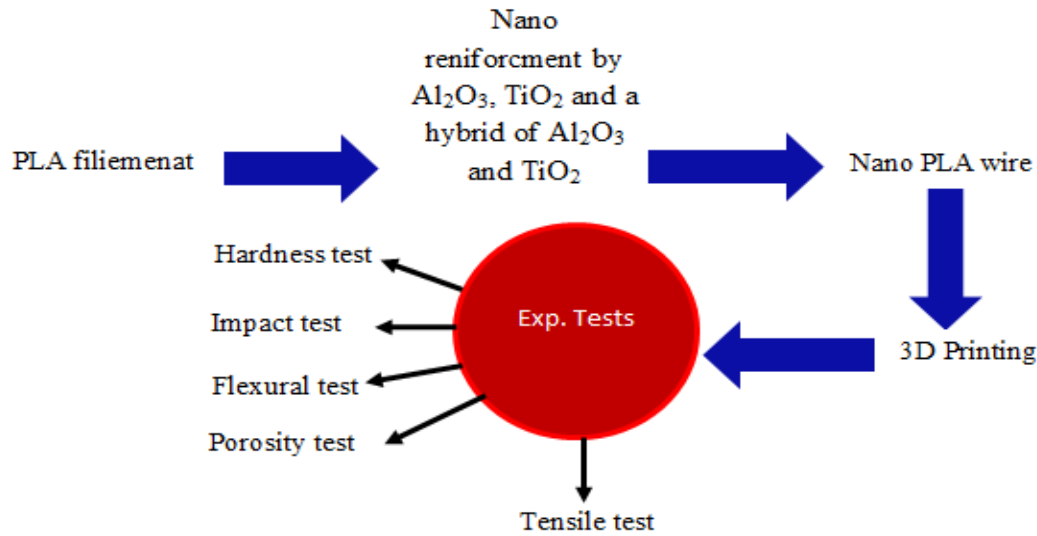 Nano
reniforcment by
Al₂O₃, TiO₂ and a
hybrid of Al₂O₃
and TiO₂
PLA filiemenat
Nano PLA wire
Hardness test
Impact test
Exp. Tests
3D Printing
Flexural test
Porosity test
Tensile test